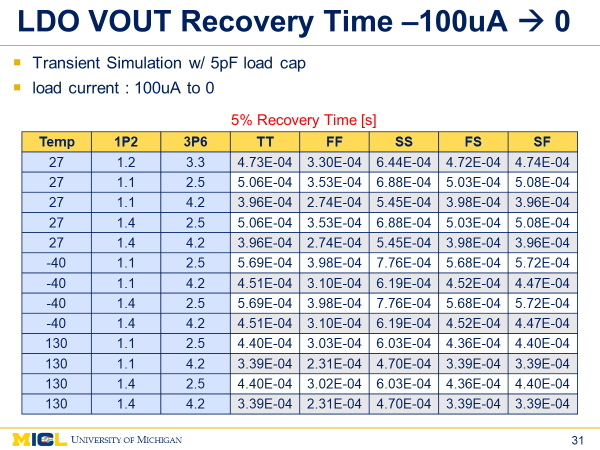 LDO VOUT Recovery Time –100uA → 0
Transient Simulation w/ 5pF load cap
load current : 100uA to 0
5% Recovery Time [s]
Temp 1P2 3P6 TT FF SS FS SF
27 1.2 3.3 4.73E-04 3.30E-04 6.44E-04 4.72E-04 4.74E-04
27 1.1 2.5 5.06E-04 3.53E-04 6.88E-04 5.03E-04 5.08E-04
27 1.1 4.2 3.96E-04 2.74E-04 5.45E-04 3.98E-04 3.96E-04
27 1.4 2.5 5.06E-04 3.53E-04 6.88E-04 5.03E-04 5.08E-04
27 1.4 4.2 3.96E-04 2.74E-04 5.45E-04 3.98E-04 3.96E-04
-40 1.1 2.5 5.69E-04 3.98E-04 7.76E-04 5.68E-04 5.72E-04
-40 1.1 4.2 4.51E-04 3.10E-04 6.19E-04 4.52E-04 4.47E-04
-40 1.4 2.5 5.69E-04 3.98E-04 7.76E-04 5.68E-04 5.72E-04
-40 1.4 4.2 4.51E-04 3.10E-04 6.19E-04 4.52E-04 4.47E-04
130 1.1 2.5 4.40E-04 3.03E-04 6.03E-04 4.36E-04 4.40E-04
130 1.1 4.2 3.39E-04 2.31E-04 4.70E-04 3.39E-04 3.39E-04
130 1.4 2.5 4.40E-04 3.02E-04 6.03E-04 4.36E-04 4.40E-04
130 1.4 4.2 3.39E-04 2.31E-04 4.70E-04 3.39E-04 3.39E-04
MICL UNIVERSITY OF MICHIGAN 31